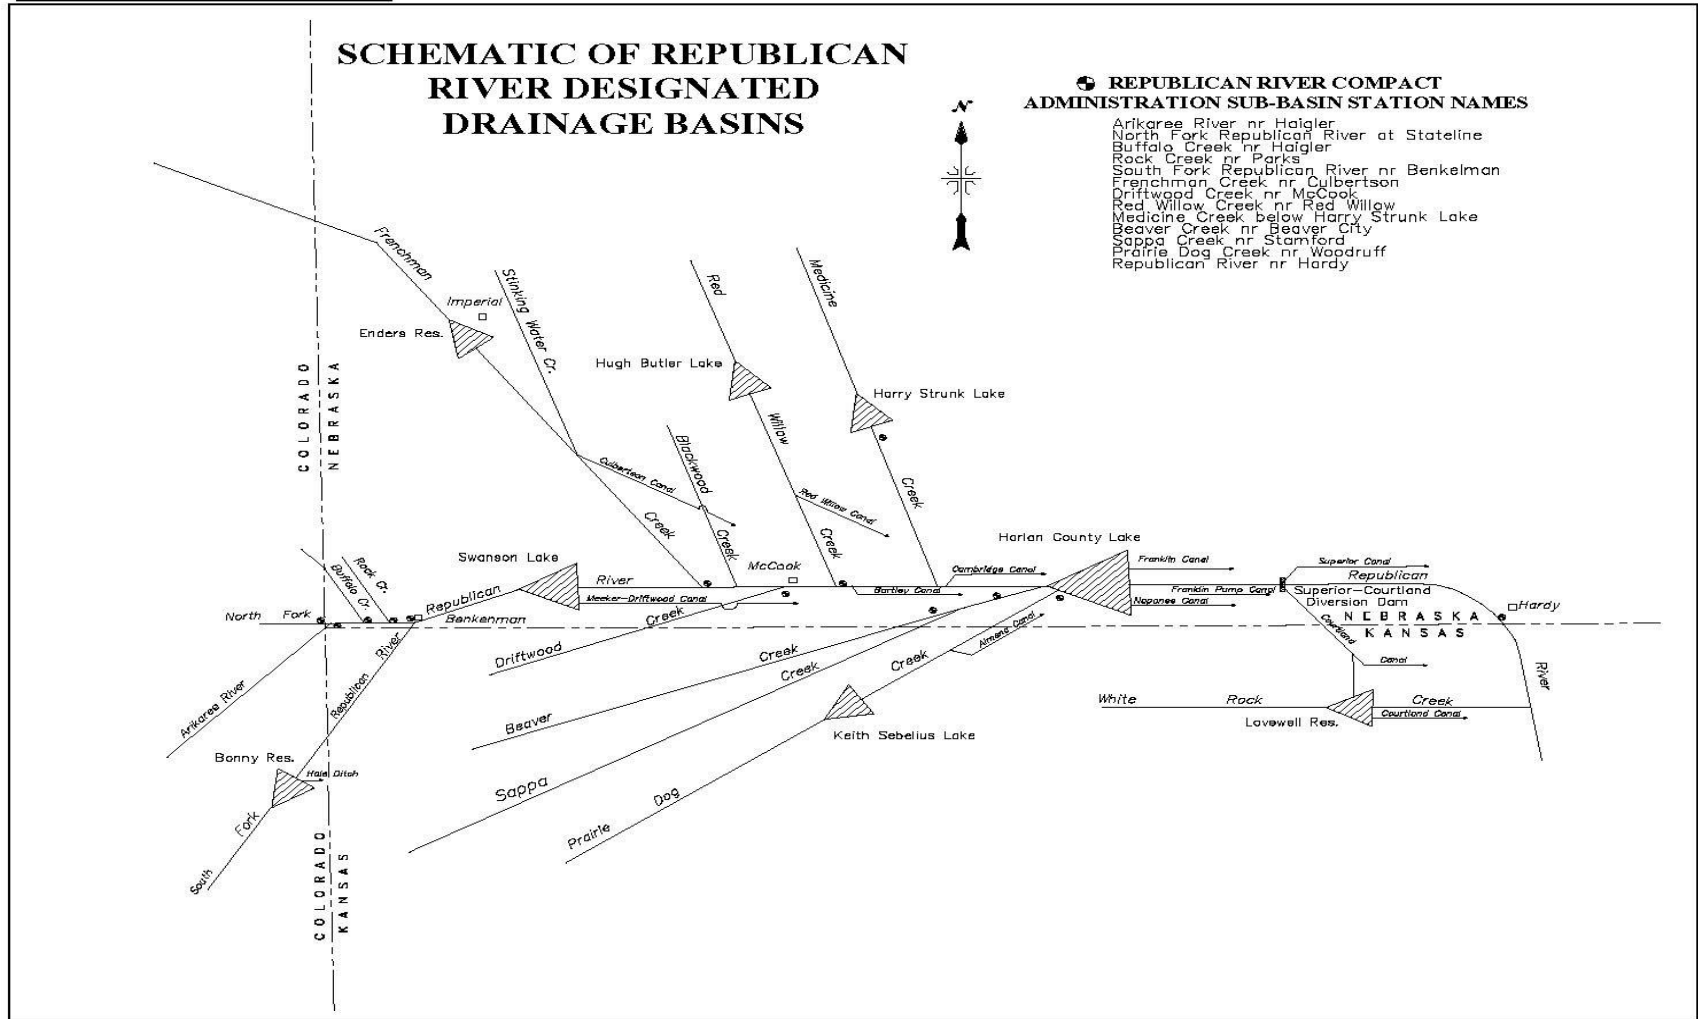 SCHEMATIC OF REPUBLICAN
RIVER DESIGNATED
DRAINAGE BASINS
REPUBLICAN RIVER COMPACT
ADMINISTRATION SUB-BASIN STATION NAMES
Arikaree River nr Haigler
North Fork Republican River at Stateline
Buffalo Creek nr Haigler
Rock Creek nr Parks
South Fork Republican River nr Benkelman
Frenchman Creek nr Culbertson
Driftwood Creek nr McCook
Red Willow Creek nr Red Willow
Medicine Creek below Harry Strunk Lake
Beaver Creek nr Beaver City
Sappa Creek nr Stamford
Prairie Dog Creek nr Woodruff
Republican River nr Hardy
N
Frenchman
Creek
Imperial
Enders Res.
Stinking Water Cr.
Culbertson Canal
Blackwood
Creek
Red
Willow
Creek
Hugh Butler Lake
Red Willow Canal
Medicine
Creek
Harry Strunk Lake
COLORADO
NEBRASKA
Swanson Lake
River
McCook
Harlan County Lake
Rock Cr.
Buffalo Cr.
North Fork
Republican
Benkenman
Meeker-Driftwood Canal
Bartley Canal
Cambridge Canal
Franklin Canal
Franklin Pump Canal
Naponee Canal
Superior Canal
Republican
Superior-Courtland
Diversion Dam
Hardy
NEBRASKA
KANSAS
Courtland
Canal
River
Driftwood
Creek
Beaver
Creek
Sappa
Creek
Prairie
Dog
Creek
Almena Canal
Keith Sebelius Lake
White Rock Creek
Lovewell Res.
Courtland Canal
Arikaree River
South
Fork
Republican
River
Bonny Res.
Hale Ditch
COLORADO
KANSAS